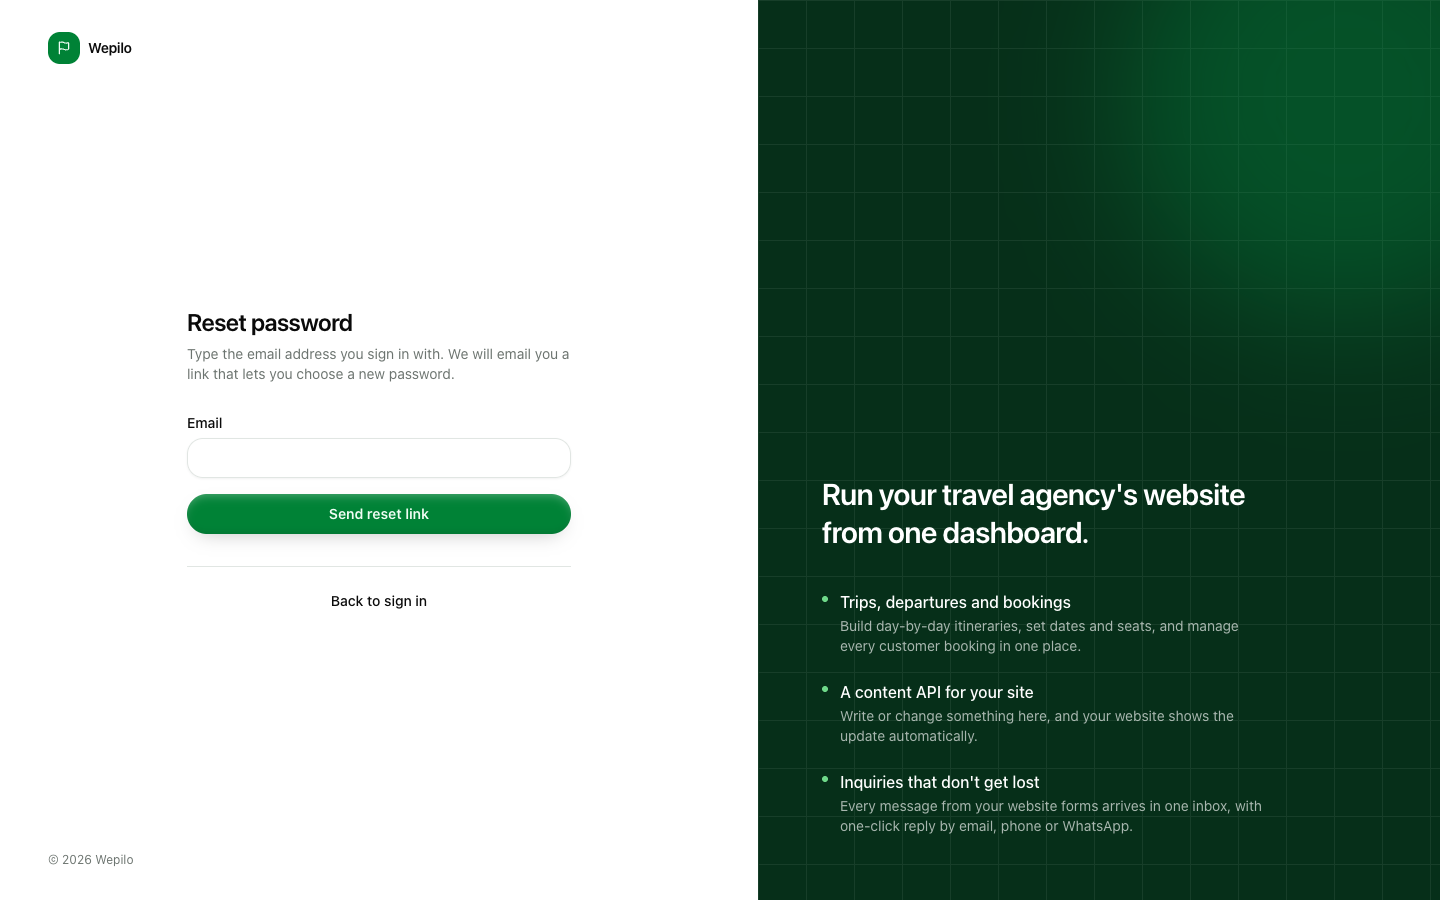 Wepilo
Reset password
Type the email address you sign in with. We will email you a
link that lets you choose a new password.
Email
Send reset link
Back to sign in
© 2026 Wepilo
Run your travel agency's website
from one dashboard.
Trips, departures and bookings
Build day-by-day itineraries, set dates and seats, and manage
every customer booking in one place.
A content API for your site
Write or change something here, and your website shows the
update automatically.
Inquiries that don't get lost
Every message from your website forms arrives in one inbox, with
one-click reply by email, phone or WhatsApp.